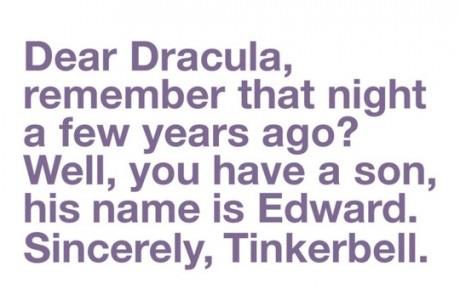 Dear Dracula,
remember that night
a few years ago?
Well, you have a son,
his name is Edward.
Sincerely, Tinkerbell.